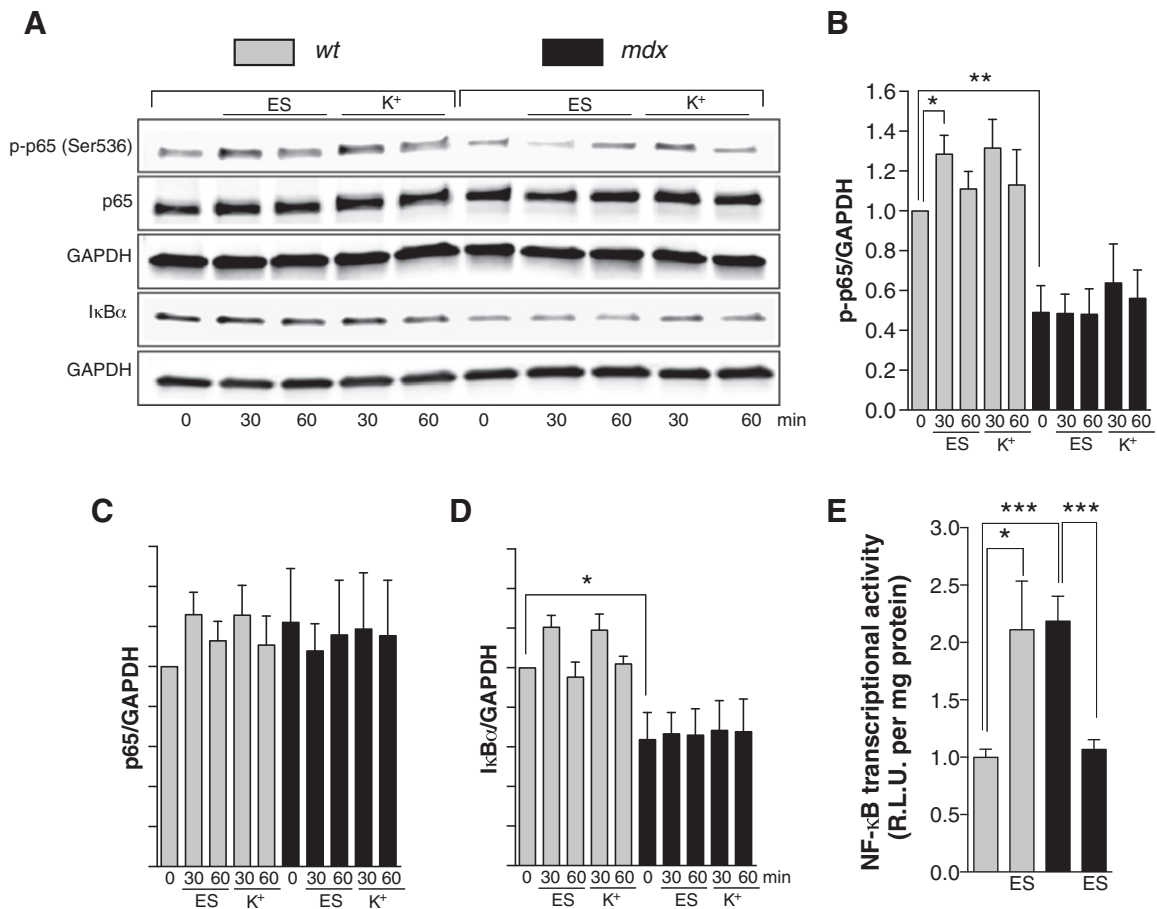 A
wt
mdx
ES
K+
ES
K+
p-p65 (Ser536)
p65
GAPDH
IκBα
GAPDH
0 30 60 30 60 0 30 60 30 60 min
B
p-p65/GAPDH
**
*
1.6
1.4
1.2
1.0
0.8
0.6
0.4
0.2
0.0
0 30 60 30 60 0 30 60 30 60
ES K+ ES K+
C
p65/GAPDH
0 30 60 30 60 0 30 60 30 60
ES K+ ES K+
D
IκBα/GAPDH
*
0 30 60 30 60 0 30 60 30 60 min
ES K+ ES K+
E
NF-κB transcriptional activity
(R.L.U. per mg protein)
*** ***
*
3.0
2.5
2.0
1.5
1.0
0.5
0.0
ES ES